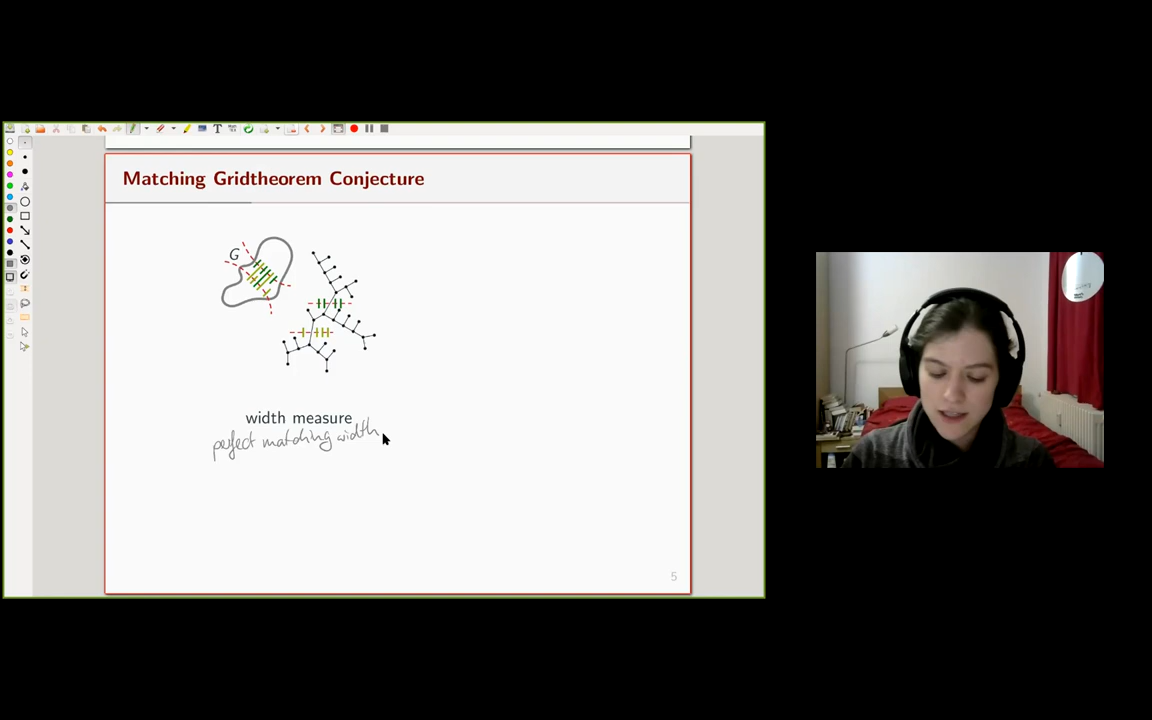 Matching Gridtheorem Conjecture
G
width measure
perfect matching width
5